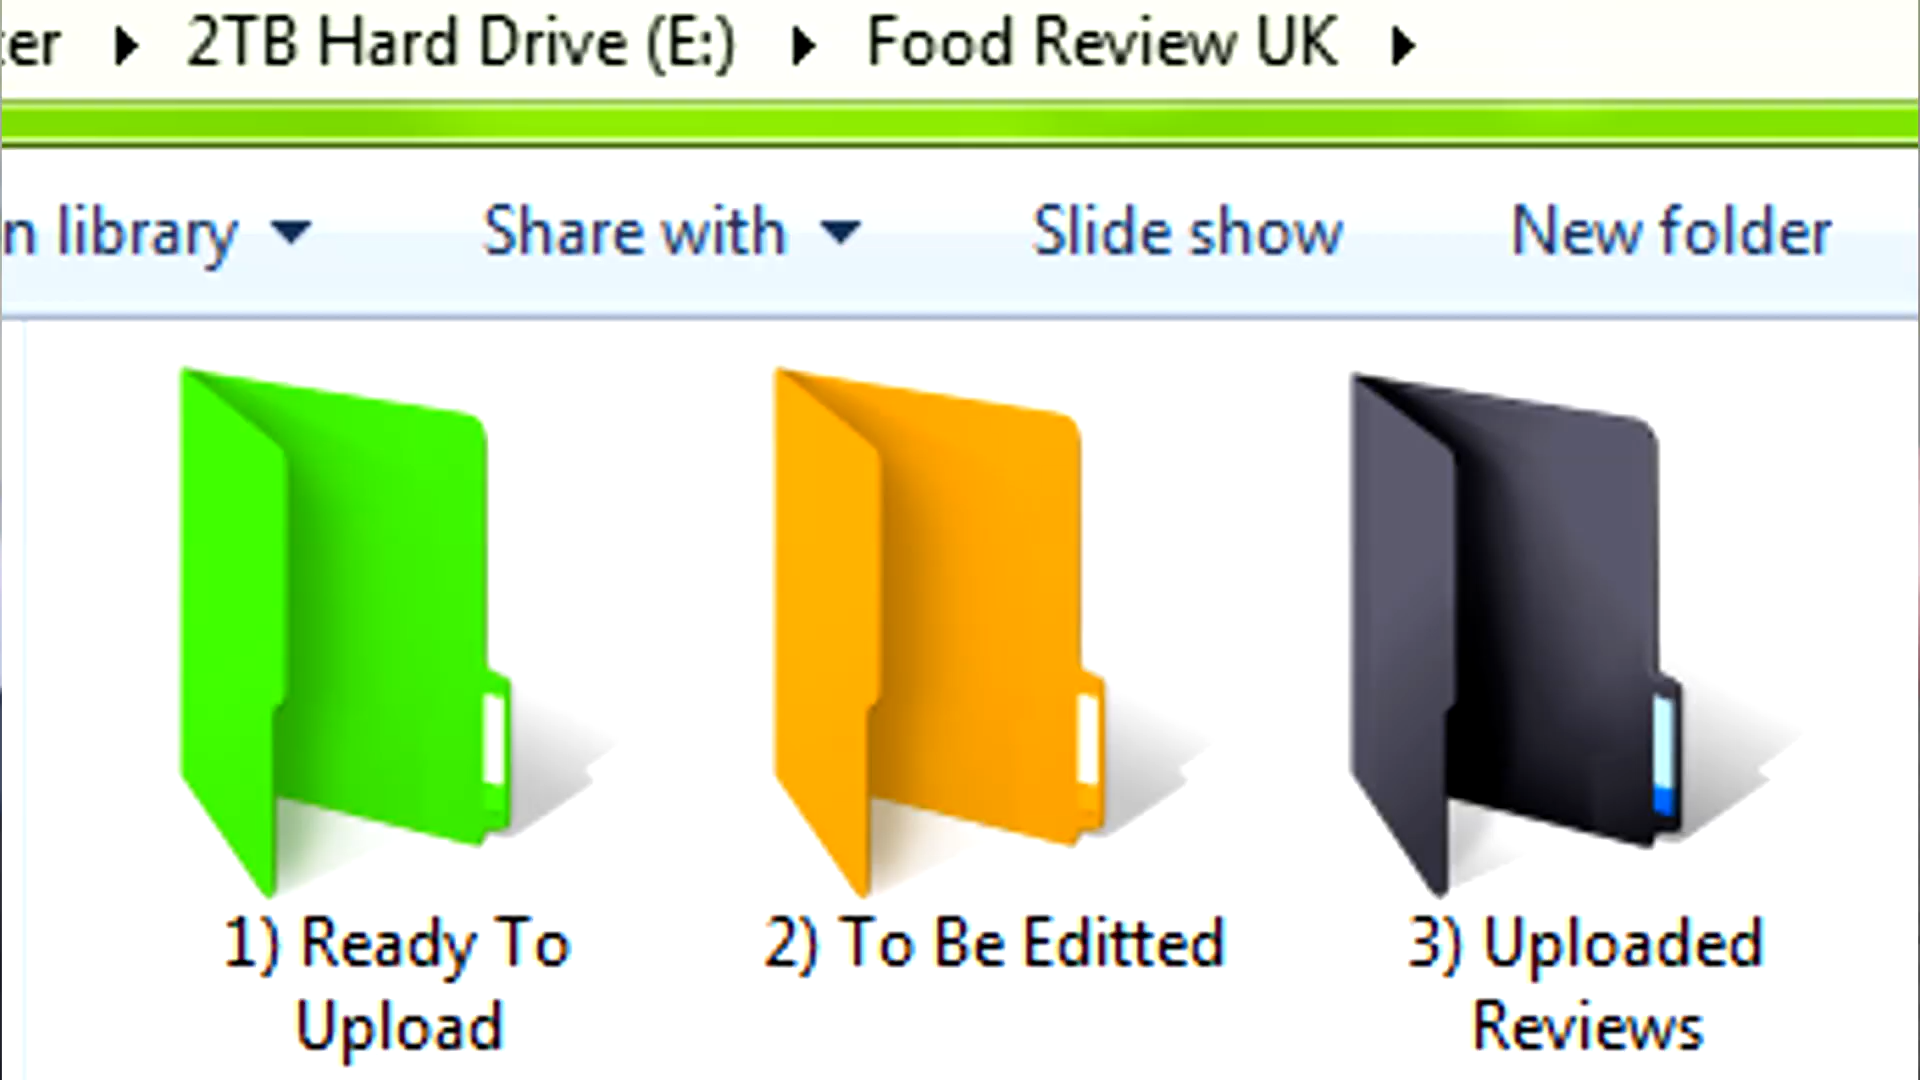 ter ▸ 2TB Hard Drive (E:) ▸ Food Review UK ▸
n library Share with Slide show New folder
1) Ready To Upload
2) To Be Editted
3) Uploaded Reviews